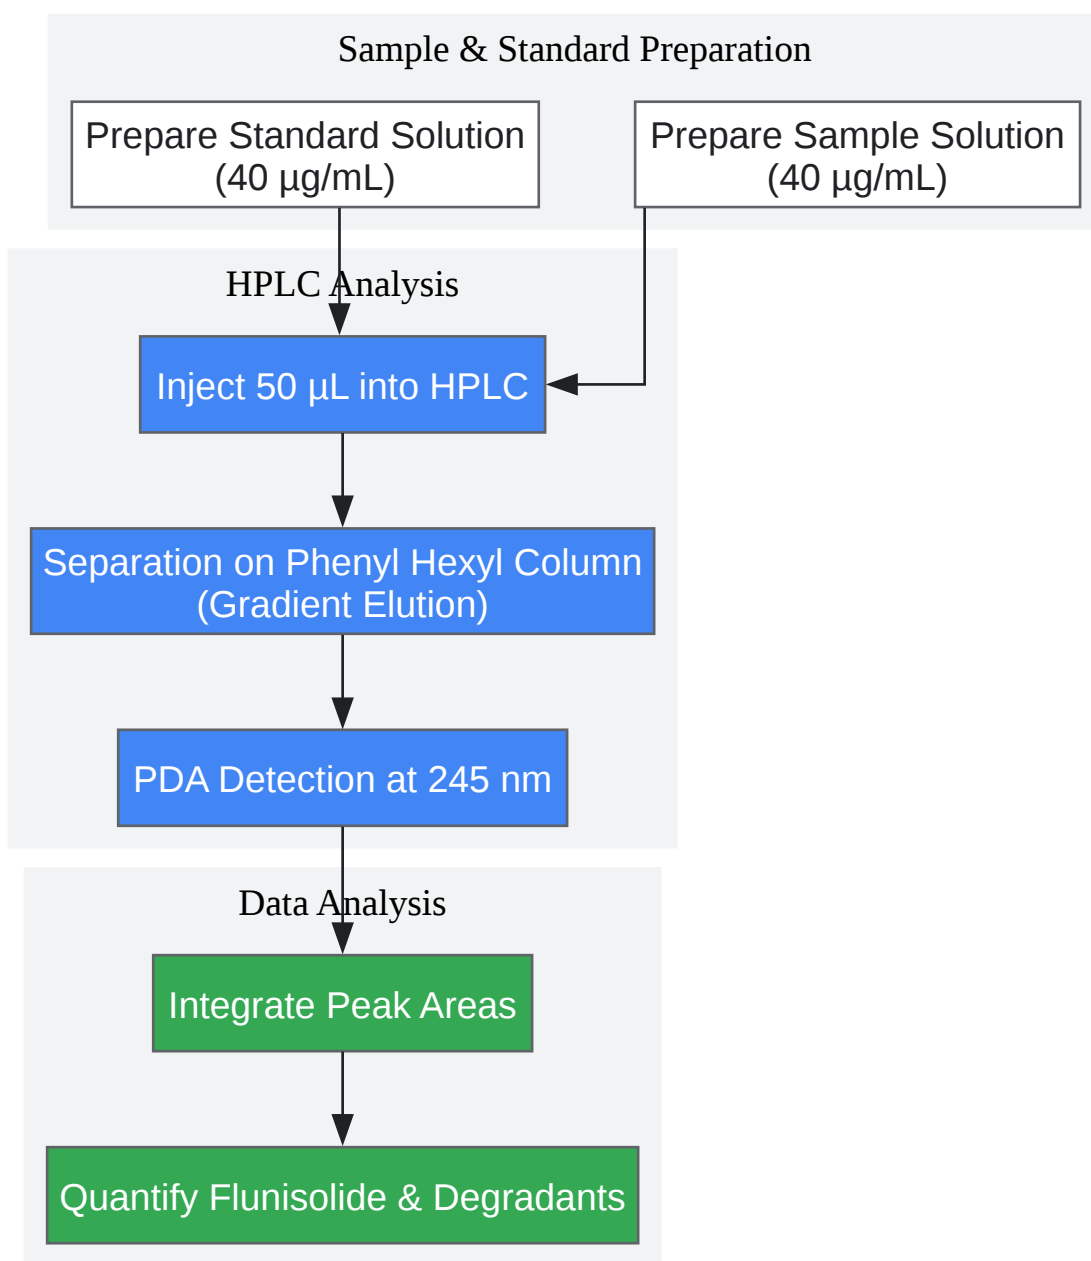 Sample & Standard Preparation
Prepare Standard Solution
(40 µg/mL)
Prepare Sample Solution
(40 µg/mL)
HPLC Analysis
Inject 50 µL into HPLC
Separation on Phenyl Hexyl Column
(Gradient Elution)
PDA Detection at 245 nm
Data Analysis
Integrate Peak Areas
Quantify Flunisolide & Degradants